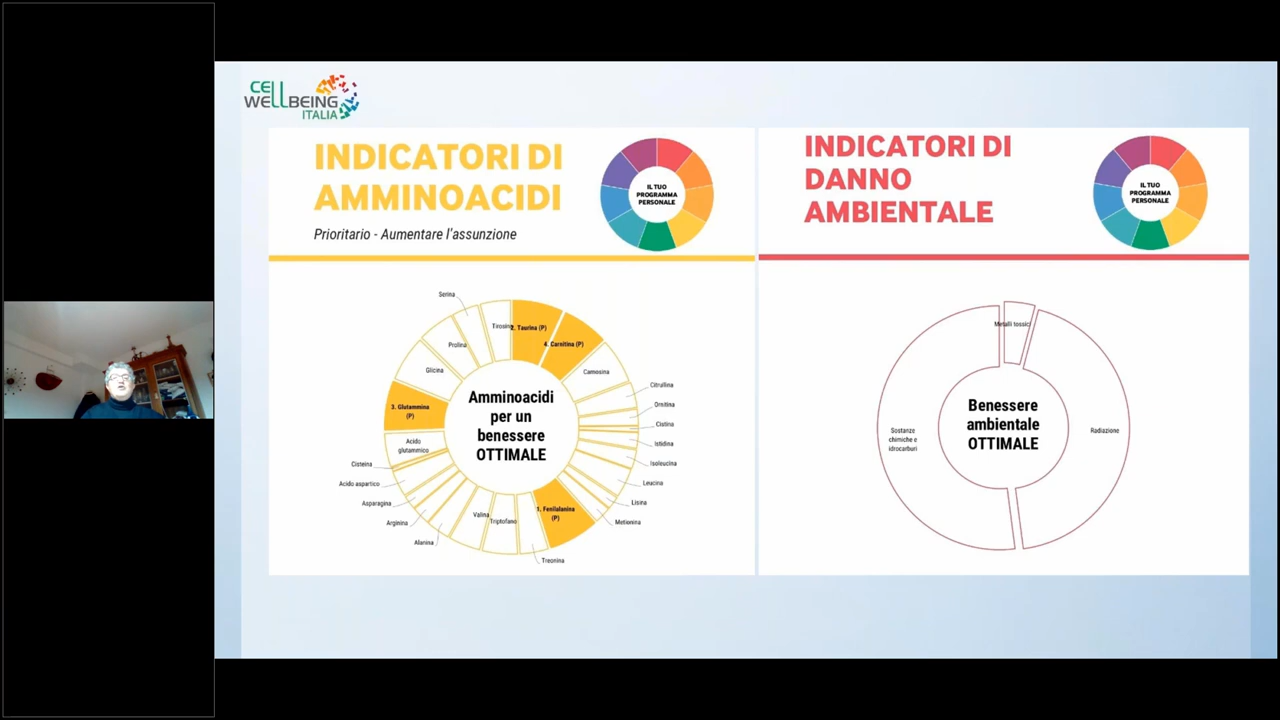 CELL
WELLBEING
ITALIA
INDICATORI DI
AMMINOACIDI
Prioritario - Aumentare l'assunzione
IL TUO
PROGRAMMA
PERSONALE
Serina
Tirosina
2. Taurina (P)
4. Carnitina (P)
Prolina
Glicina
Carnosina
Citrullina
Ornitina
Cistina
Istidina
Isoleucina
Leucina
Lisina
Metionina
1. Fenilalanina
(P)
Treonina
Triptofano
Valina
Alanina
Arginina
Asparagina
Acido aspartico
Cisteina
Acido
glutammico
3. Glutammina
(P)
Amminoacidi
per un
benessere
OTTIMALE
INDICATORI DI
DANNO
AMBIENTALE
IL TUO
PROGRAMMA
PERSONALE
Metalli tossici
Sostanze
chimiche e
idrocarburi
Radiazione
Benessere
ambientale
OTTIMALE